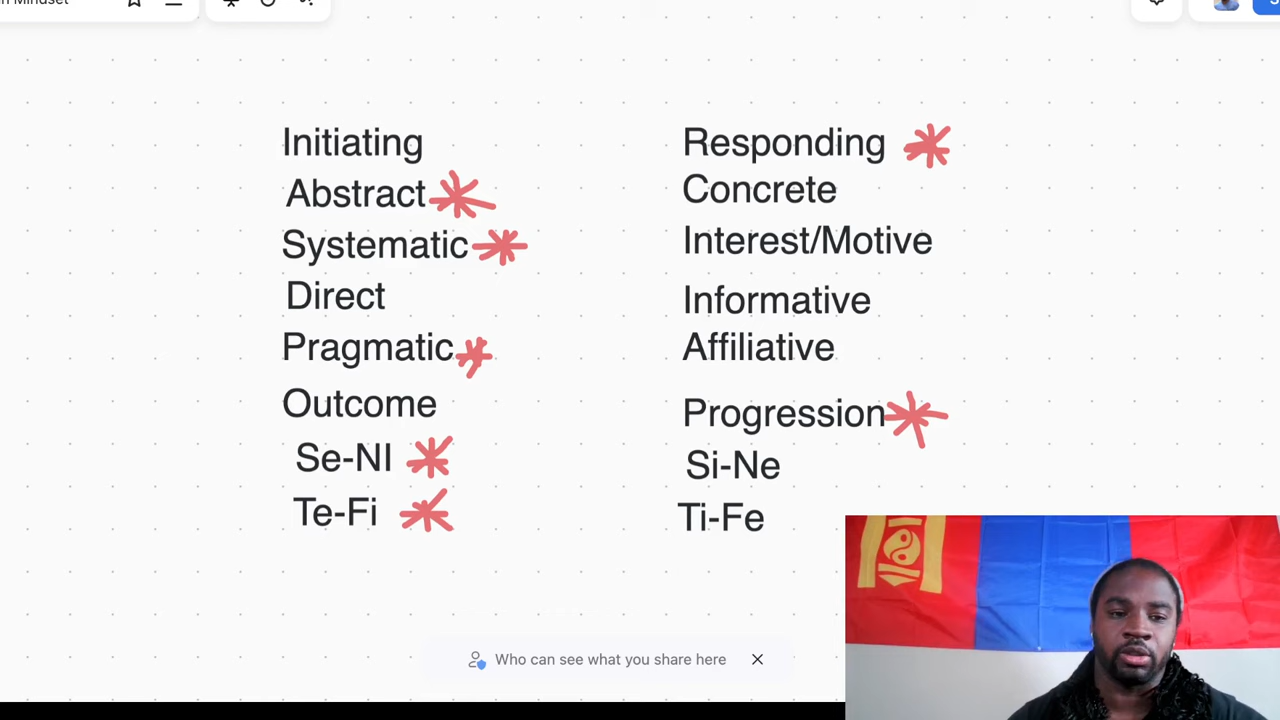 n Mindset
Initiating
Abstract
Systematic
Direct
Pragmatic
Outcome
Se-NI
Te-Fi
Responding
Concrete
Interest/Motive
Informative
Affiliative
Progression
Si-Ne
Ti-Fe
Who can see what you share here